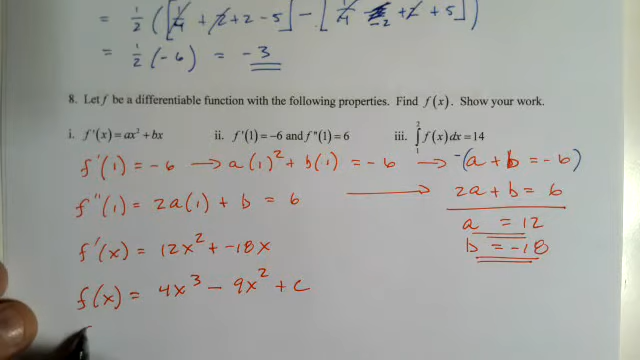 = 1/2 ([1/4 + 1/2 + 2 - 5] - [1/4 -2 + 1/2 + 5])
= 1/2 (-6) = -3
8. Let f be a differentiable function with the following properties. Find f(x). Show your work.
i. f'(x) = ax² + bx ii. f'(1) = -6 and f"(1) = 6 iii. ∫₁² f(x) dx = 14
f'(1) = -6 → a(1)² + b(1) = -6 → -(a + b = -6)
f"(1) = 2a(1) + b = 6 → 2a + b = 6
a = 12
f'(x) = 12x² + -18x b = -18
f(x) = 4x³ - 9x² + c